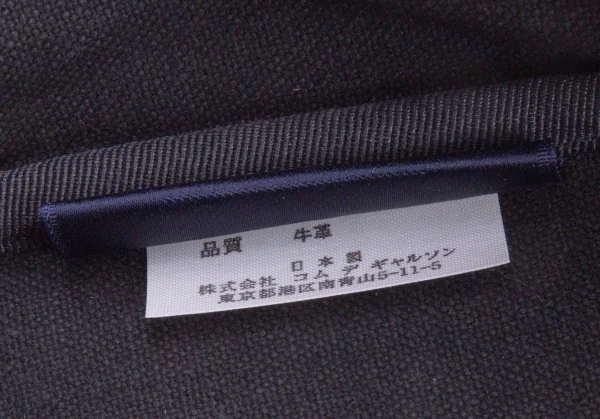 品質 牛革
日本製
株式会社 コム デ ギャルソン
東京都港区南青山5-11-5